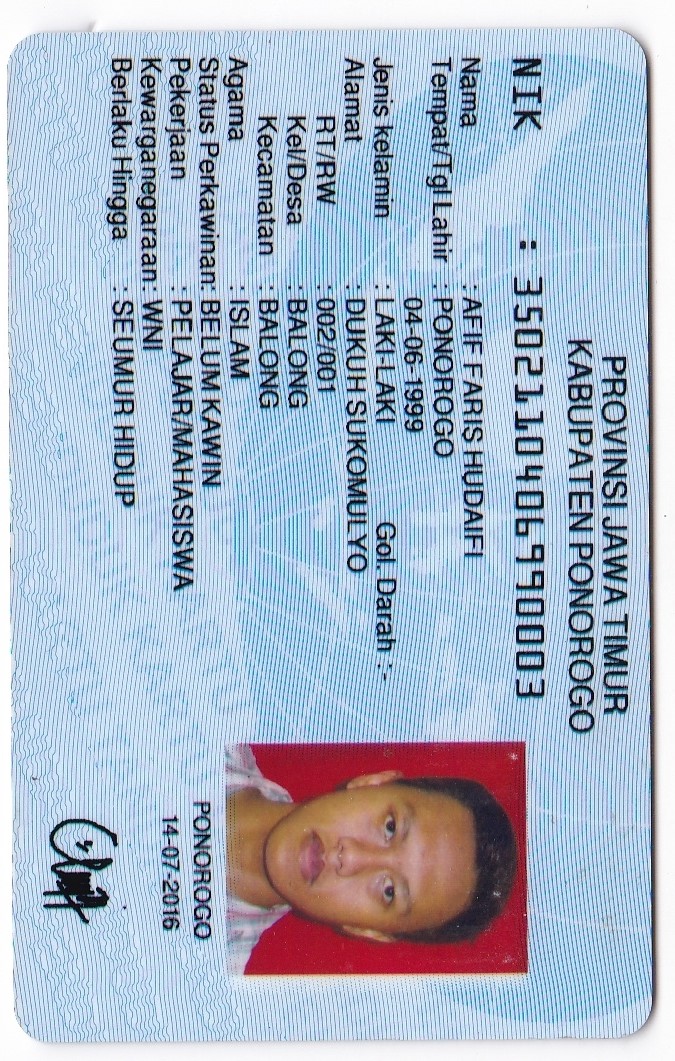 PROVINSI JAWA TIMUR
KABUPATEN PONOROGO
NIK : 3502110406990003
Nama : AFIF FARIS HUDAIFI
Tempat/Tgl Lahir : PONOROGO
04-06-1999
Jenis kelamin : LAKI-LAKI Gol. Darah :-
Alamat : DUKUH SUKOMULYO
RT/RW : 002/001
Kel/Desa : BALONG
Kecamatan : BALONG
Agama : ISLAM
Status Perkawinan: BELUM KAWIN
Pekerjaan : PELAJAR/MAHASISWA
Kewarganegaraan: WNI
Berlaku Hingga : SEUMUR HIDUP
PONOROGO
14-07-2016